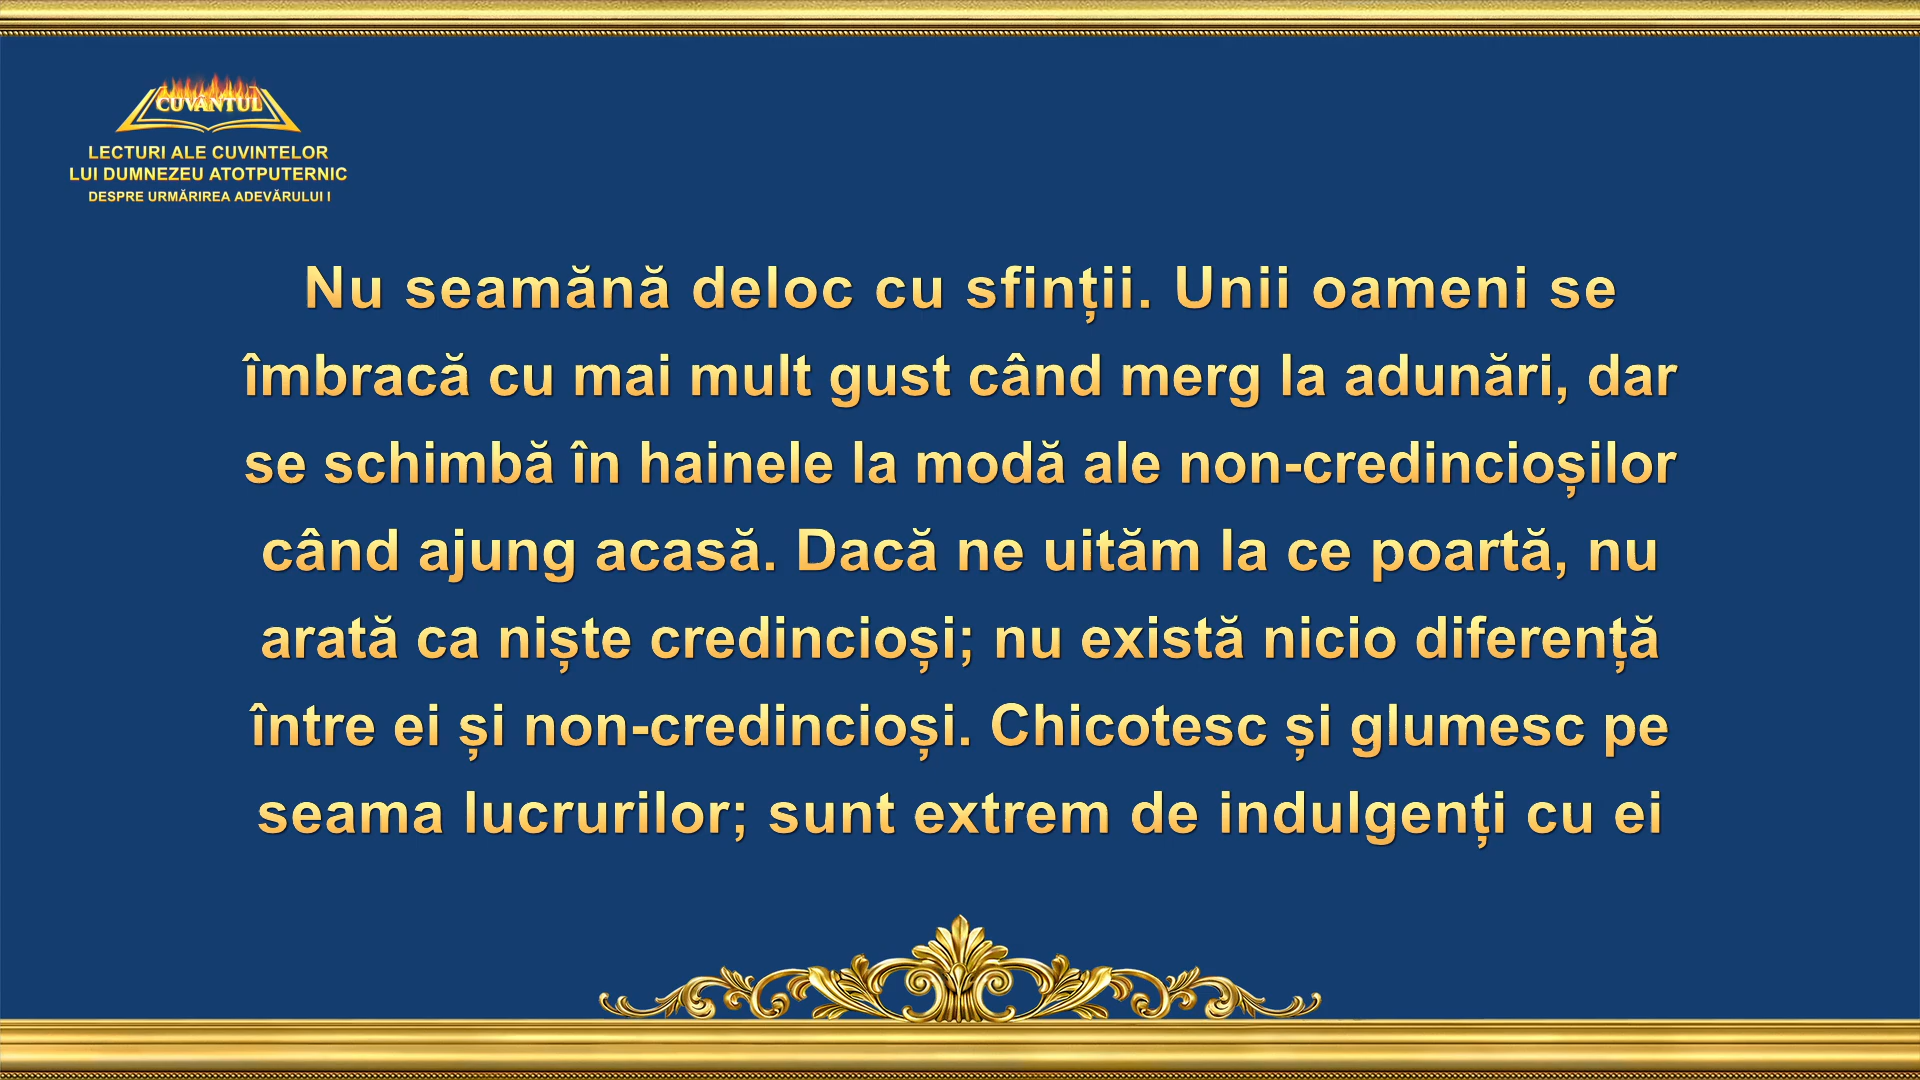 CUVÂNTUL
LECTURI ALE CUVINTELOR
LUI DUMNEZEU ATOTPUTERNIC
DESPRE URMĂRIREA ADEVĂRULUI I
Nu seamănă deloc cu sfinții. Unii oameni se
îmbracă cu mai mult gust când merg la adunări, dar
se schimbă în hainele la modă ale non-credincioșilor
când ajung acasă. Dacă ne uităm la ce poartă, nu
arată ca niște credincioși; nu există nicio diferență
între ei și non-credincioși. Chicotesc și glumesc pe
seama lucrurilor; sunt extrem de indulgenți cu ei